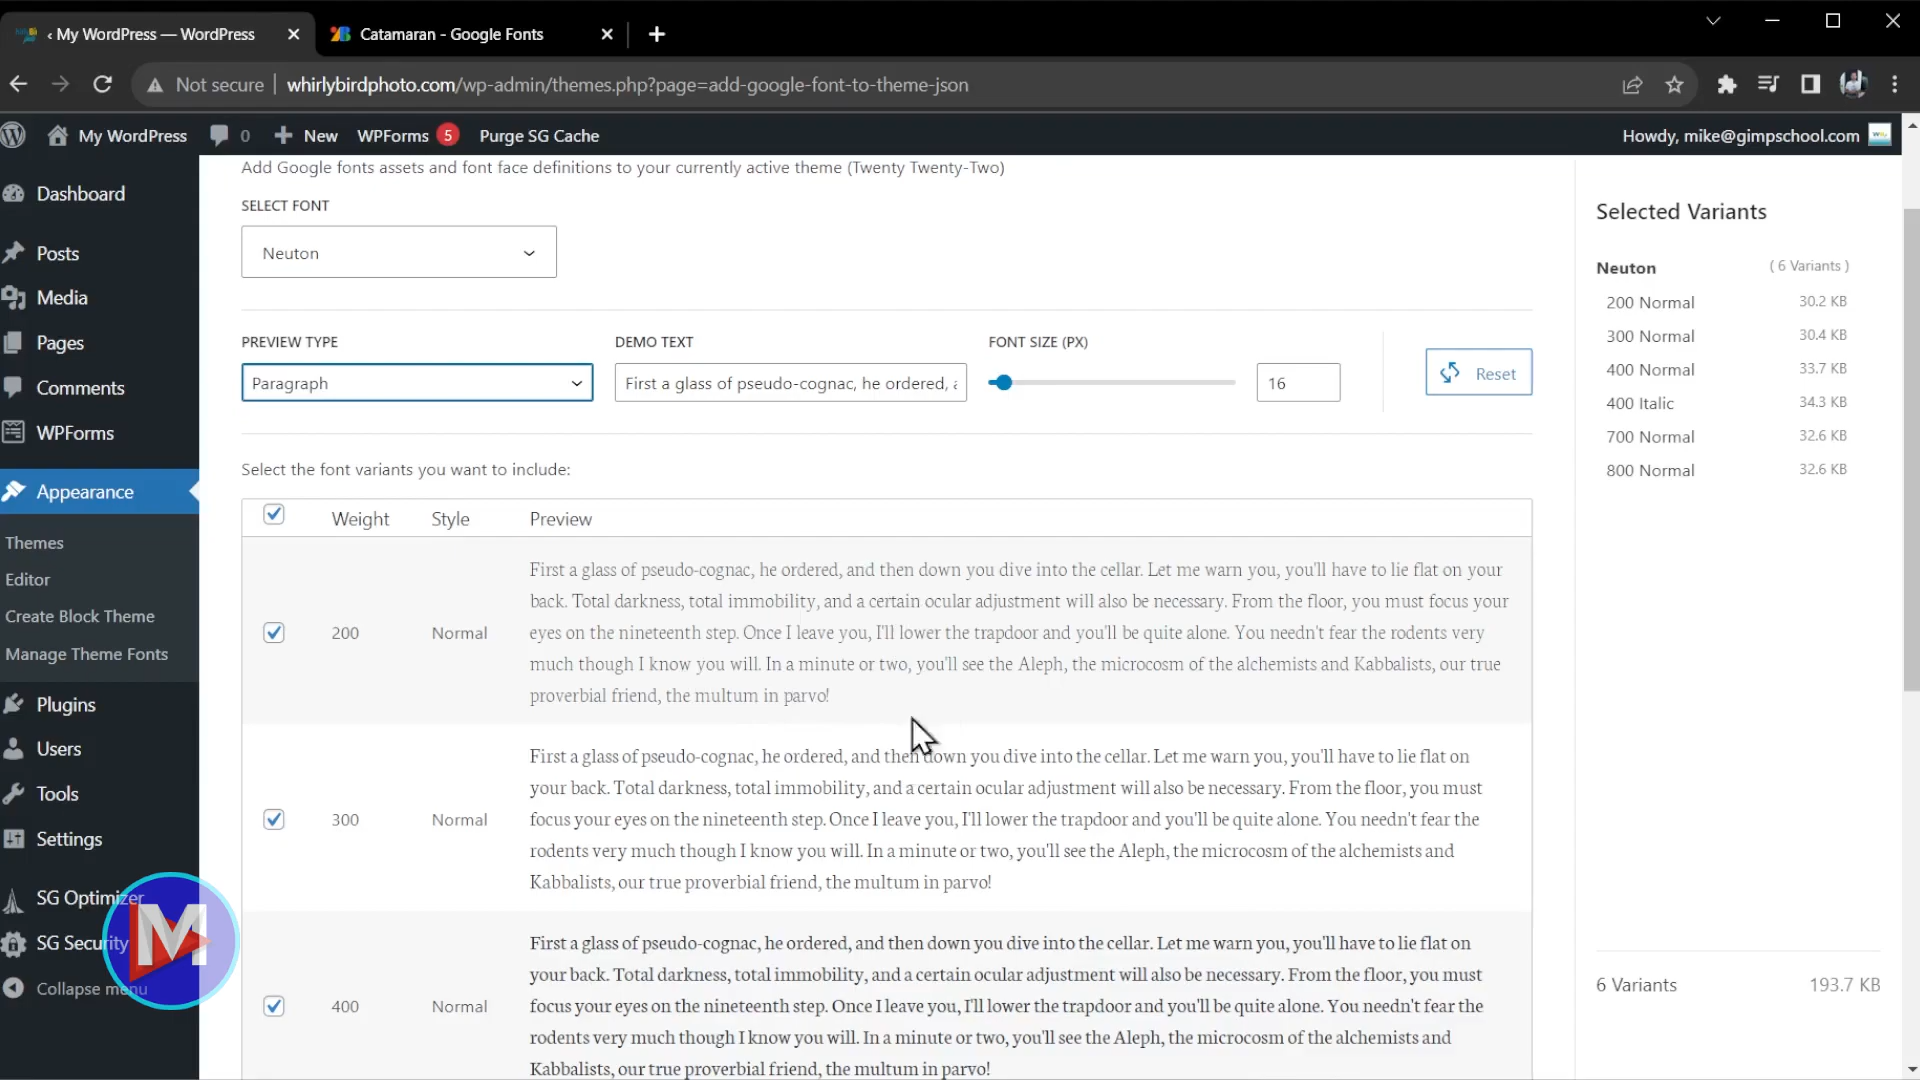 ‹ My WordPress — WordPress
Catamaran - Google Fonts
Not secure
whirlybirdphoto.com/wp-admin/themes.php?page=add-google-font-to-theme-json
My WordPress
0
New
WPForms
5
Purge SG Cache
Howdy, mike@gimpschool.com
Dashboard
Posts
Media
Pages
Comments
WPForms
Appearance
Themes
Editor
Create Block Theme
Manage Theme Fonts
Plugins
Users
Tools
Settings
SG Optimizer
SG Security
Collapse menu
M
Add Google fonts assets and font face definitions to your currently active theme (Twenty Twenty-Two)
SELECT FONT
Neuton
PREVIEW TYPE
Paragraph
DEMO TEXT
First a glass of pseudo-cognac, he ordered,
FONT SIZE (PX)
16
Reset
Select the font variants you want to include:
Weight Style Preview
200 Normal
First a glass of pseudo-cognac, he ordered, and then down you dive into the cellar. Let me warn you, you'll have to lie flat on your
back. Total darkness, total immobility, and a certain ocular adjustment will also be necessary. From the floor, you must focus your
eyes on the nineteenth step. Once I leave you, I'll lower the trapdoor and you'll be quite alone. You needn't fear the rodents very
much though I know you will. In a minute or two, you'll see the Aleph, the microcosm of the alchemists and Kabbalists, our true
proverbial friend, the multum in parvo!
300 Normal
First a glass of pseudo-cognac, he ordered, and then down you dive into the cellar. Let me warn you, you'll have to lie flat on
your back. Total darkness, total immobility, and a certain ocular adjustment will also be necessary. From the floor, you must
focus your eyes on the nineteenth step. Once I leave you, I'll lower the trapdoor and you'll be quite alone. You needn't fear the
rodents very much though I know you will. In a minute or two, you'll see the Aleph, the microcosm of the alchemists and
Kabbalists, our true proverbial friend, the multum in parvo!
400 Normal
First a glass of pseudo-cognac, he ordered, and then down you dive into the cellar. Let me warn you, you'll have to lie flat on
your back. Total darkness, total immobility, and a certain ocular adjustment will also be necessary. From the floor, you must
focus your eyes on the nineteenth step. Once I leave you, I'll lower the trapdoor and you'll be quite alone. You needn't fear the
rodents very much though I know you will. In a minute or two, you'll see the Aleph, the microcosm of the alchemists and
Kabbalists, our true proverbial friend, the multum in parvo!
Selected Variants
Neuton ( 6 Variants )
200 Normal 30.2 KB
300 Normal 30.4 KB
400 Normal 33.7 KB
400 Italic 34.3 KB
700 Normal 32.6 KB
800 Normal 32.6 KB
6 Variants 193.7 KB